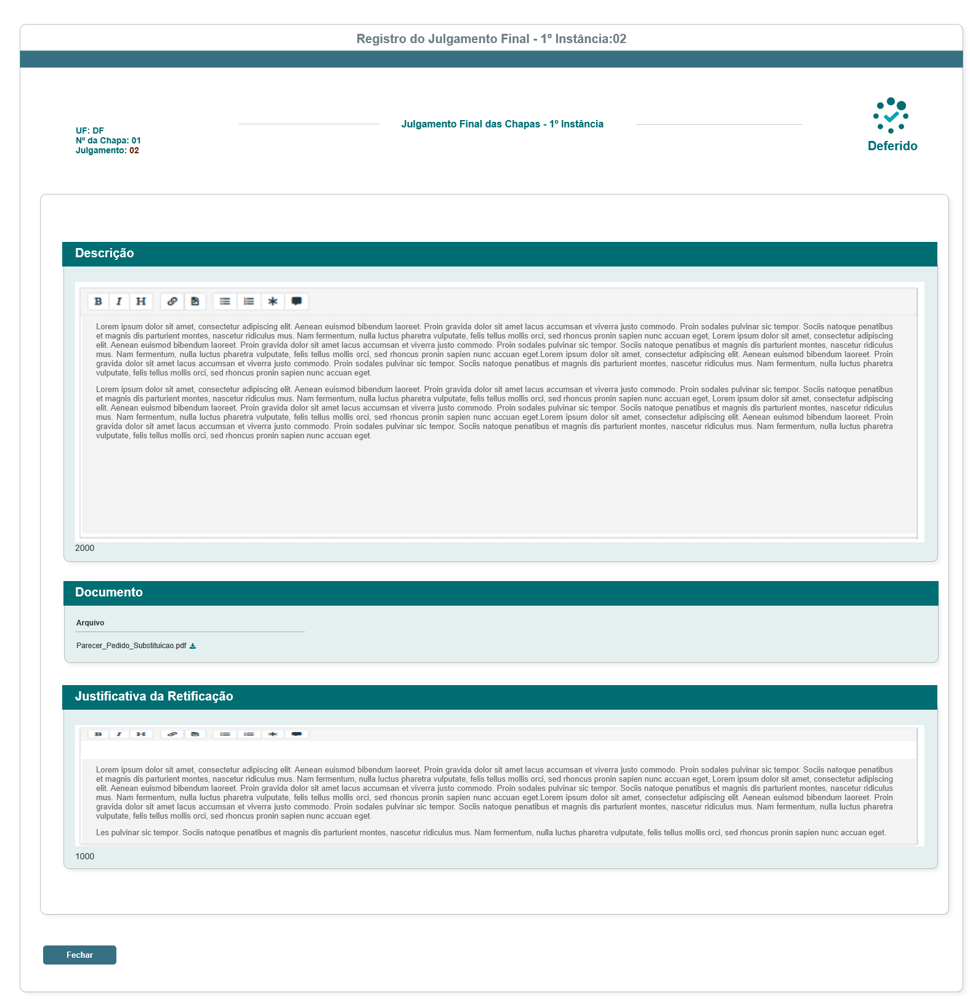 Registro do Julgamento Final - 1º Instância:02
Julgamento Final das Chapas - 1º Instância
UF: DF
Nº da Chapa: 01
Julgamento: 02
Deferido
Descrição
B I H
Lorem ipsum dolor sit amet, consectetur adipiscing elit. Aenean euismod bibendum laoreet. Proin gravida dolor sit amet lacus accumsan et viverra justo commodo. Proin sodales pulvinar sic tempor. Sociis natoque penatibus
et magnis dis parturient montes, nascetur ridiculus mus. Nam fermentum, nulla luctus pharetra vulputate, felis tellus mollis orci, sed rhoncus pronin sapien nunc accuan eget, Lorem ipsum dolor sit amet, consectetur adipiscing
elit. Aenean euismod bibendum laoreet. Proin gravida dolor sit amet lacus accumsan et viverra justo commodo. Proin sodales pulvinar sic tempor. Sociis natoque penatibus et magnis dis parturient montes, nascetur ridiculus
mus. Nam fermentum, nulla luctus pharetra vulputate, felis tellus mollis orci, sed rhoncus pronin sapien nunc accuan eget.Lorem ipsum dolor sit amet, consectetur adipiscing elit. Aenean euismod bibendum laoreet. Proin
gravida dolor sit amet lacus accumsan et viverra justo commodo. Proin sodales pulvinar sic tempor. Sociis natoque penatibus et magnis dis parturient montes, nascetur ridiculus mus. Nam fermentum, nulla luctus pharetra
vulputate, felis tellus mollis orci, sed rhoncus pronin sapien nunc accuan eget.
Lorem ipsum dolor sit amet, consectetur adipiscing elit. Aenean euismod bibendum laoreet. Proin gravida dolor sit amet lacus accumsan et viverra justo commodo. Proin sodales pulvinar sic tempor. Sociis natoque penatibus
et magnis dis parturient montes, nascetur ridiculus mus. Nam fermentum, nulla luctus pharetra vulputate, felis tellus mollis orci, sed rhoncus pronin sapien nunc accuan eget, Lorem ipsum dolor sit amet, consectetur adipiscing
elit. Aenean euismod bibendum laoreet. Proin gravida dolor sit amet lacus accumsan et viverra justo commodo. Proin sodales pulvinar sic tempor. Sociis natoque penatibus et magnis dis parturient montes, nascetur ridiculus
mus. Nam fermentum, nulla luctus pharetra vulputate, felis tellus mollis orci, sed rhoncus pronin sapien nunc accuan eget.Lorem ipsum dolor sit amet, consectetur adipiscing elit. Aenean euismod bibendum laoreet. Proin
gravida dolor sit amet lacus accumsan et viverra justo commodo. Proin sodales pulvinar sic tempor. Sociis natoque penatibus et magnis dis parturient montes, nascetur ridiculus mus. Nam fermentum, nulla luctus pharetra
vulputate, felis tellus mollis orci, sed rhoncus pronin sapien nunc accuan eget.
2000
Documento
Arquivo
Parecer_Pedido_Substituicao.pdf
Justificativa da Retificação
B I H
Lorem ipsum dolor sit amet, consectetur adipiscing elit. Aenean euismod bibendum laoreet. Proin gravida dolor sit amet lacus accumsan et viverra justo commodo. Proin sodales pulvinar sic tempor. Sociis natoque penatibus
et magnis dis parturient montes, nascetur ridiculus mus. Nam fermentum, nulla luctus pharetra vulputate, felis tellus mollis orci, sed rhoncus pronin sapien nunc accuan eget, Lorem ipsum dolor sit amet, consectetur adipiscing
elit. Aenean euismod bibendum laoreet. Proin gravida dolor sit amet lacus accumsan et viverra justo commodo. Proin sodales pulvinar sic tempor. Sociis natoque penatibus et magnis dis parturient montes, nascetur ridiculus
mus. Nam fermentum, nulla luctus pharetra vulputate, felis tellus mollis orci, sed rhoncus pronin sapien nunc accuan eget.Lorem ipsum dolor sit amet, consectetur adipiscing elit. Aenean euismod bibendum laoreet. Proin
gravida dolor sit amet lacus accumsan et viverra justo commodo. Proin sodales pulvinar sic tempor. Sociis natoque penatibus et magnis dis parturient montes, nascetur ridiculus mus. Nam fermentum, nulla luctus pharetra
vulputate, felis tellus mollis orci, sed rhoncus pronin sapien nunc accuan eget.
Les pulvinar sic tempor. Sociis natoque penatibus et magnis dis parturient montes, nascetur ridiculus mus. Nam fermentum, nulla luctus pharetra vulputate, felis tellus mollis orci, sed rhoncus pronin sapien nunc accuan eget.
1000
Fechar